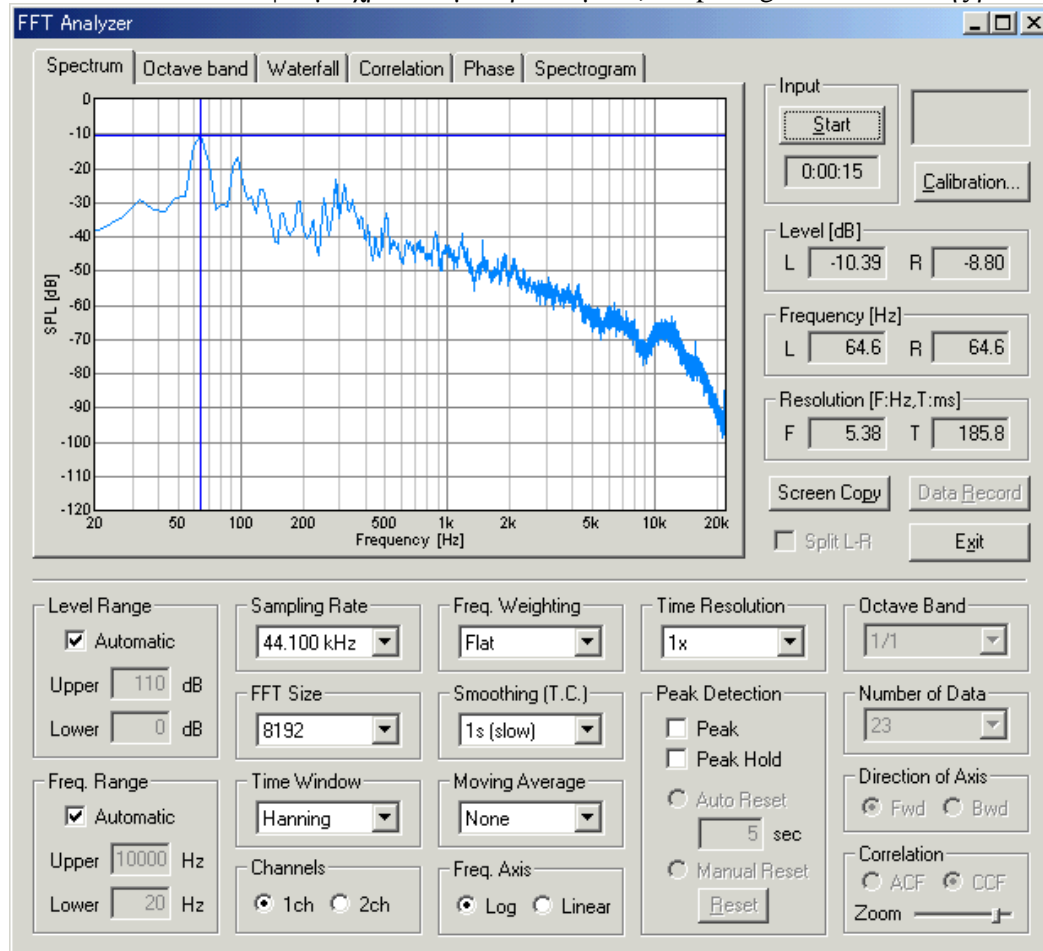 FFT Analyzer
Spectrum Octave band Waterfall Correlation Phase Spectrogram
SPL [dB]
0
-10
-20
-30
-40
-50
-60
-70
-80
-90
-100
-110
-120
20 50 100 200 500 1k 2k 5k 10k 20k
Frequency [Hz]
Input
Start
0:00:15
Calibration...
Level [dB]
L -10.39 R -8.80
Frequency [Hz]
L 64.6 R 64.6
Resolution [F:Hz,T:ms]
F 5.38 T 185.8
Screen Copy Data Record
Split L-R Exit
Level Range
Automatic
Upper 110 dB
Lower 0 dB
Freq. Range
Automatic
Upper 10000 Hz
Lower 20 Hz
Sampling Rate
44.100 kHz
FFT Size
8192
Time Window
Hanning
Channels
1ch 2ch
Freq. Weighting
Flat
Smoothing (T.C.)
1s (slow)
Moving Average
None
Freq. Axis
Log Linear
Time Resolution
1x
Peak Detection
Peak
Peak Hold
Auto Reset
5 sec
Manual Reset
Reset
Octave Band
1/1
Number of Data
23
Direction of Axis
Fwd Bwd
Correlation
ACF CCF
Zoom